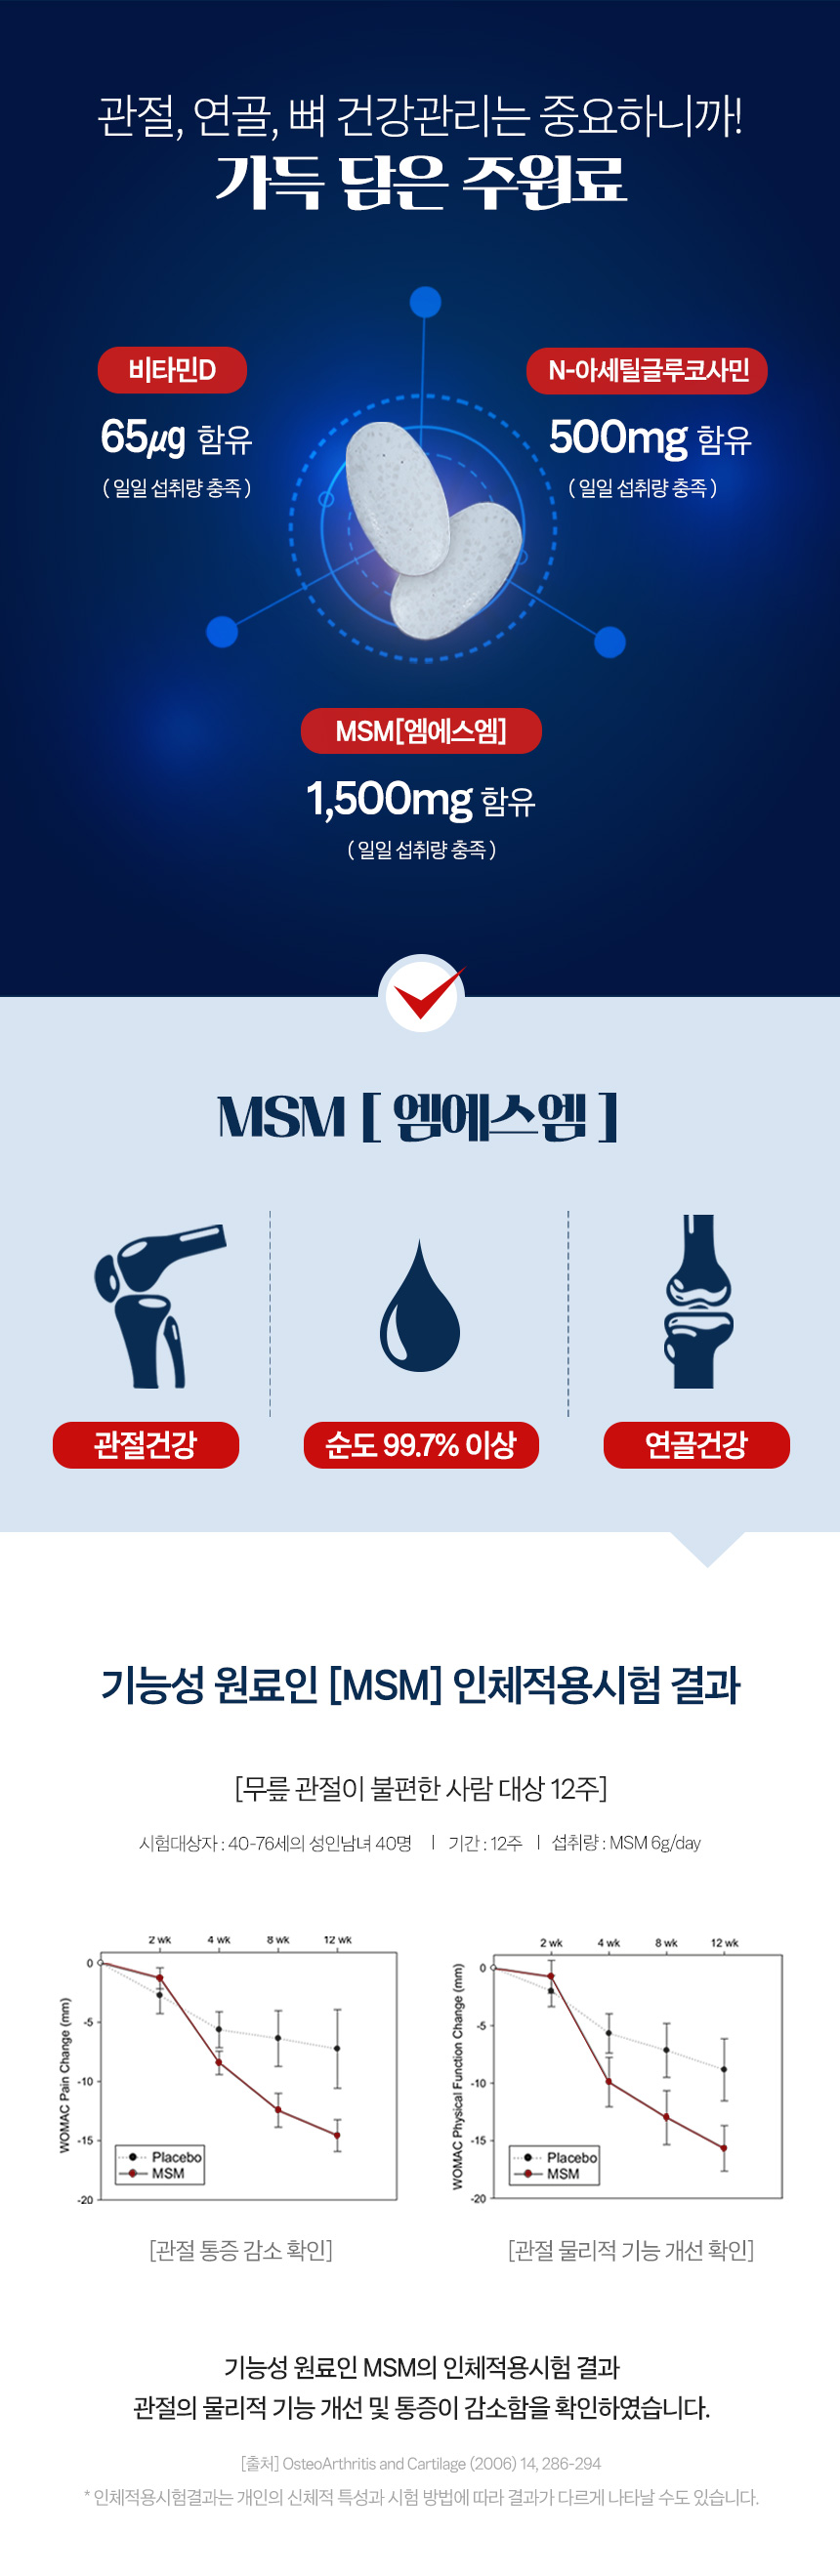 관절, 연골, 뼈 건강관리는 중요하니까!
가득 담은 주원료
비타민D
65㎍ 함유
( 일일 섭취량 충족 )
N-아세틸글루코사민
500mg 함유
( 일일 섭취량 충족 )
MSM[엠에스엠]
1,500mg 함유
( 일일 섭취량 충족 )
MSM [ 엠에스엠 ]
관절건강
순도 99.7% 이상
연골건강
기능성 원료인 [MSM] 인체적용시험 결과
[무릎 관절이 불편한 사람 대상 12주]
시험대상자 : 40-76세의 성인남녀 40명 | 기간 : 12주 | 섭취량 : MSM 6g/day
2 wk 4 wk 8 wk 12 wk
0
-5
-10
-15
-20
WOMAC Pain Change (mm)
Placebo
MSM
[관절 통증 감소 확인]
2 wk 4 wk 8 wk 12 wk
0
-5
-10
-15
-20
WOMAC Physical Function Change (mm)
Placebo
MSM
[관절 물리적 기능 개선 확인]
기능성 원료인 MSM의 인체적용시험 결과
관절의 물리적 기능 개선 및 통증이 감소함을 확인하였습니다.
[출처] OsteoArthritis and Cartilage (2006) 14, 286-294
* 인체적용시험결과는 개인의 신체적 특성과 시험 방법에 따라 결과가 다르게 나타날 수도 있습니다.